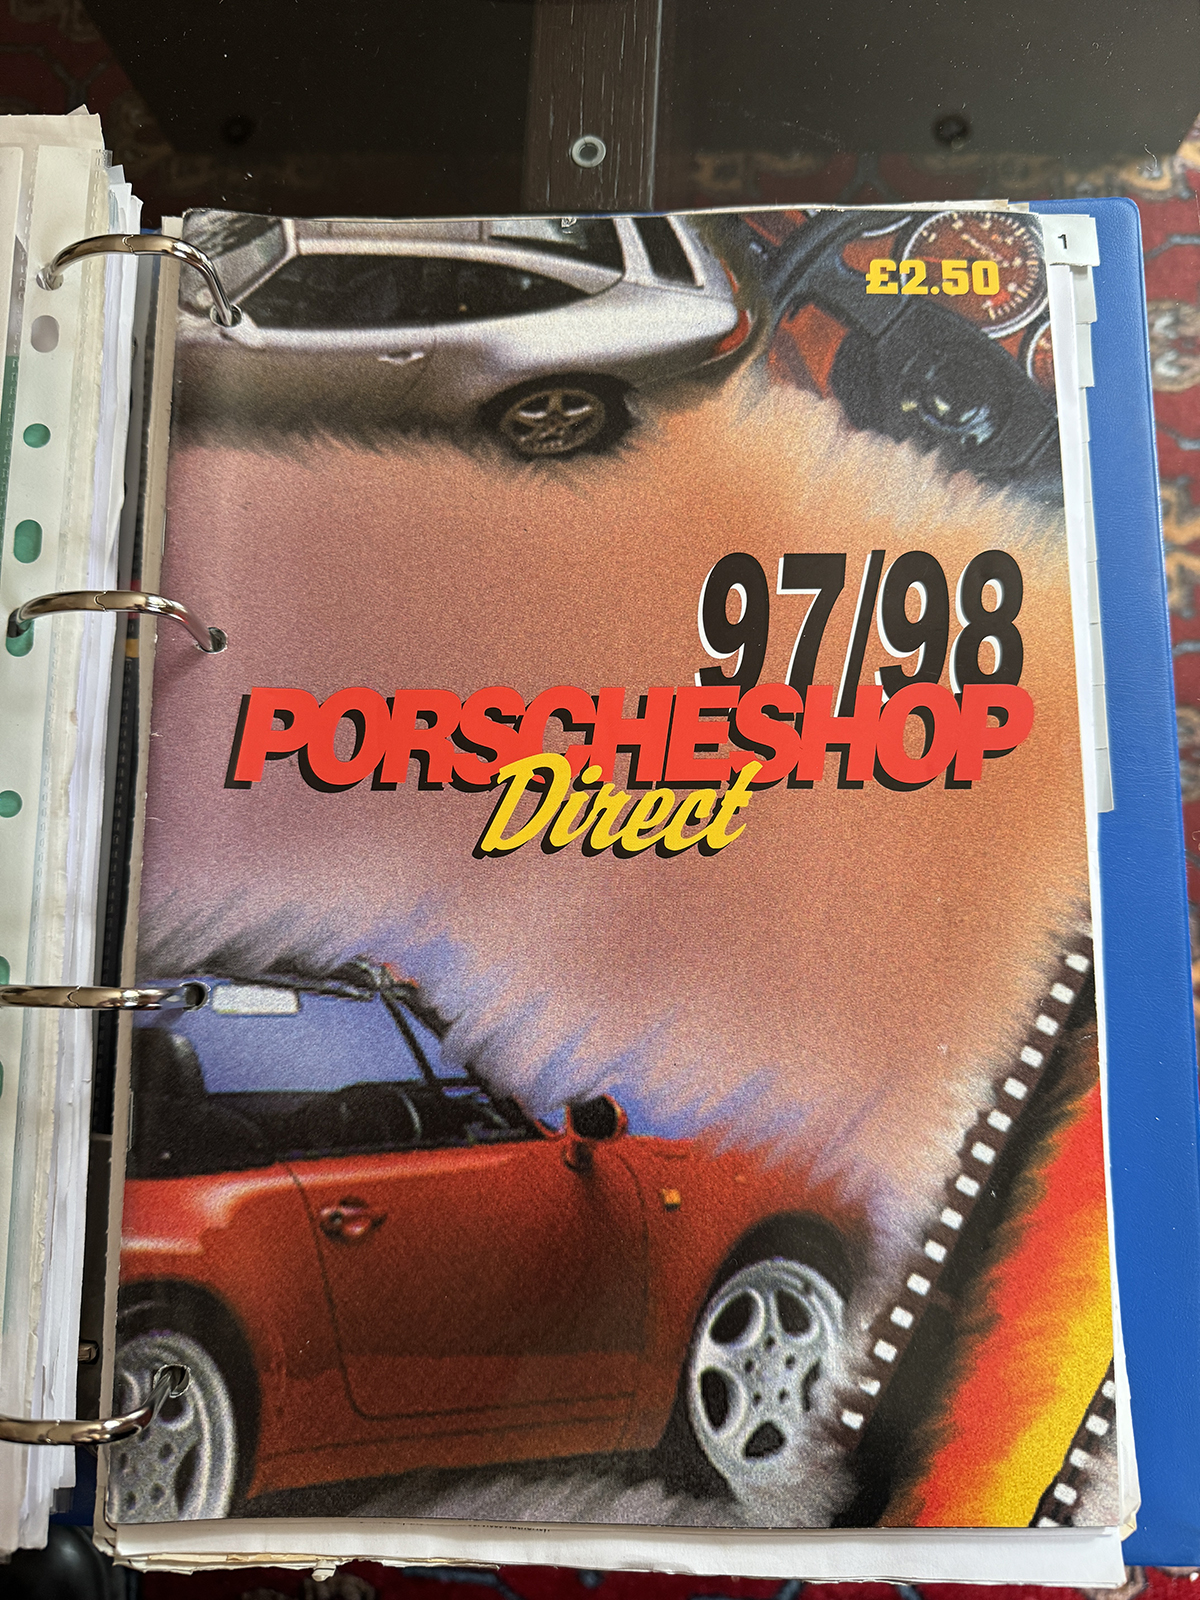 1
£2.50
97/98
PORSCHESHOP
Direct